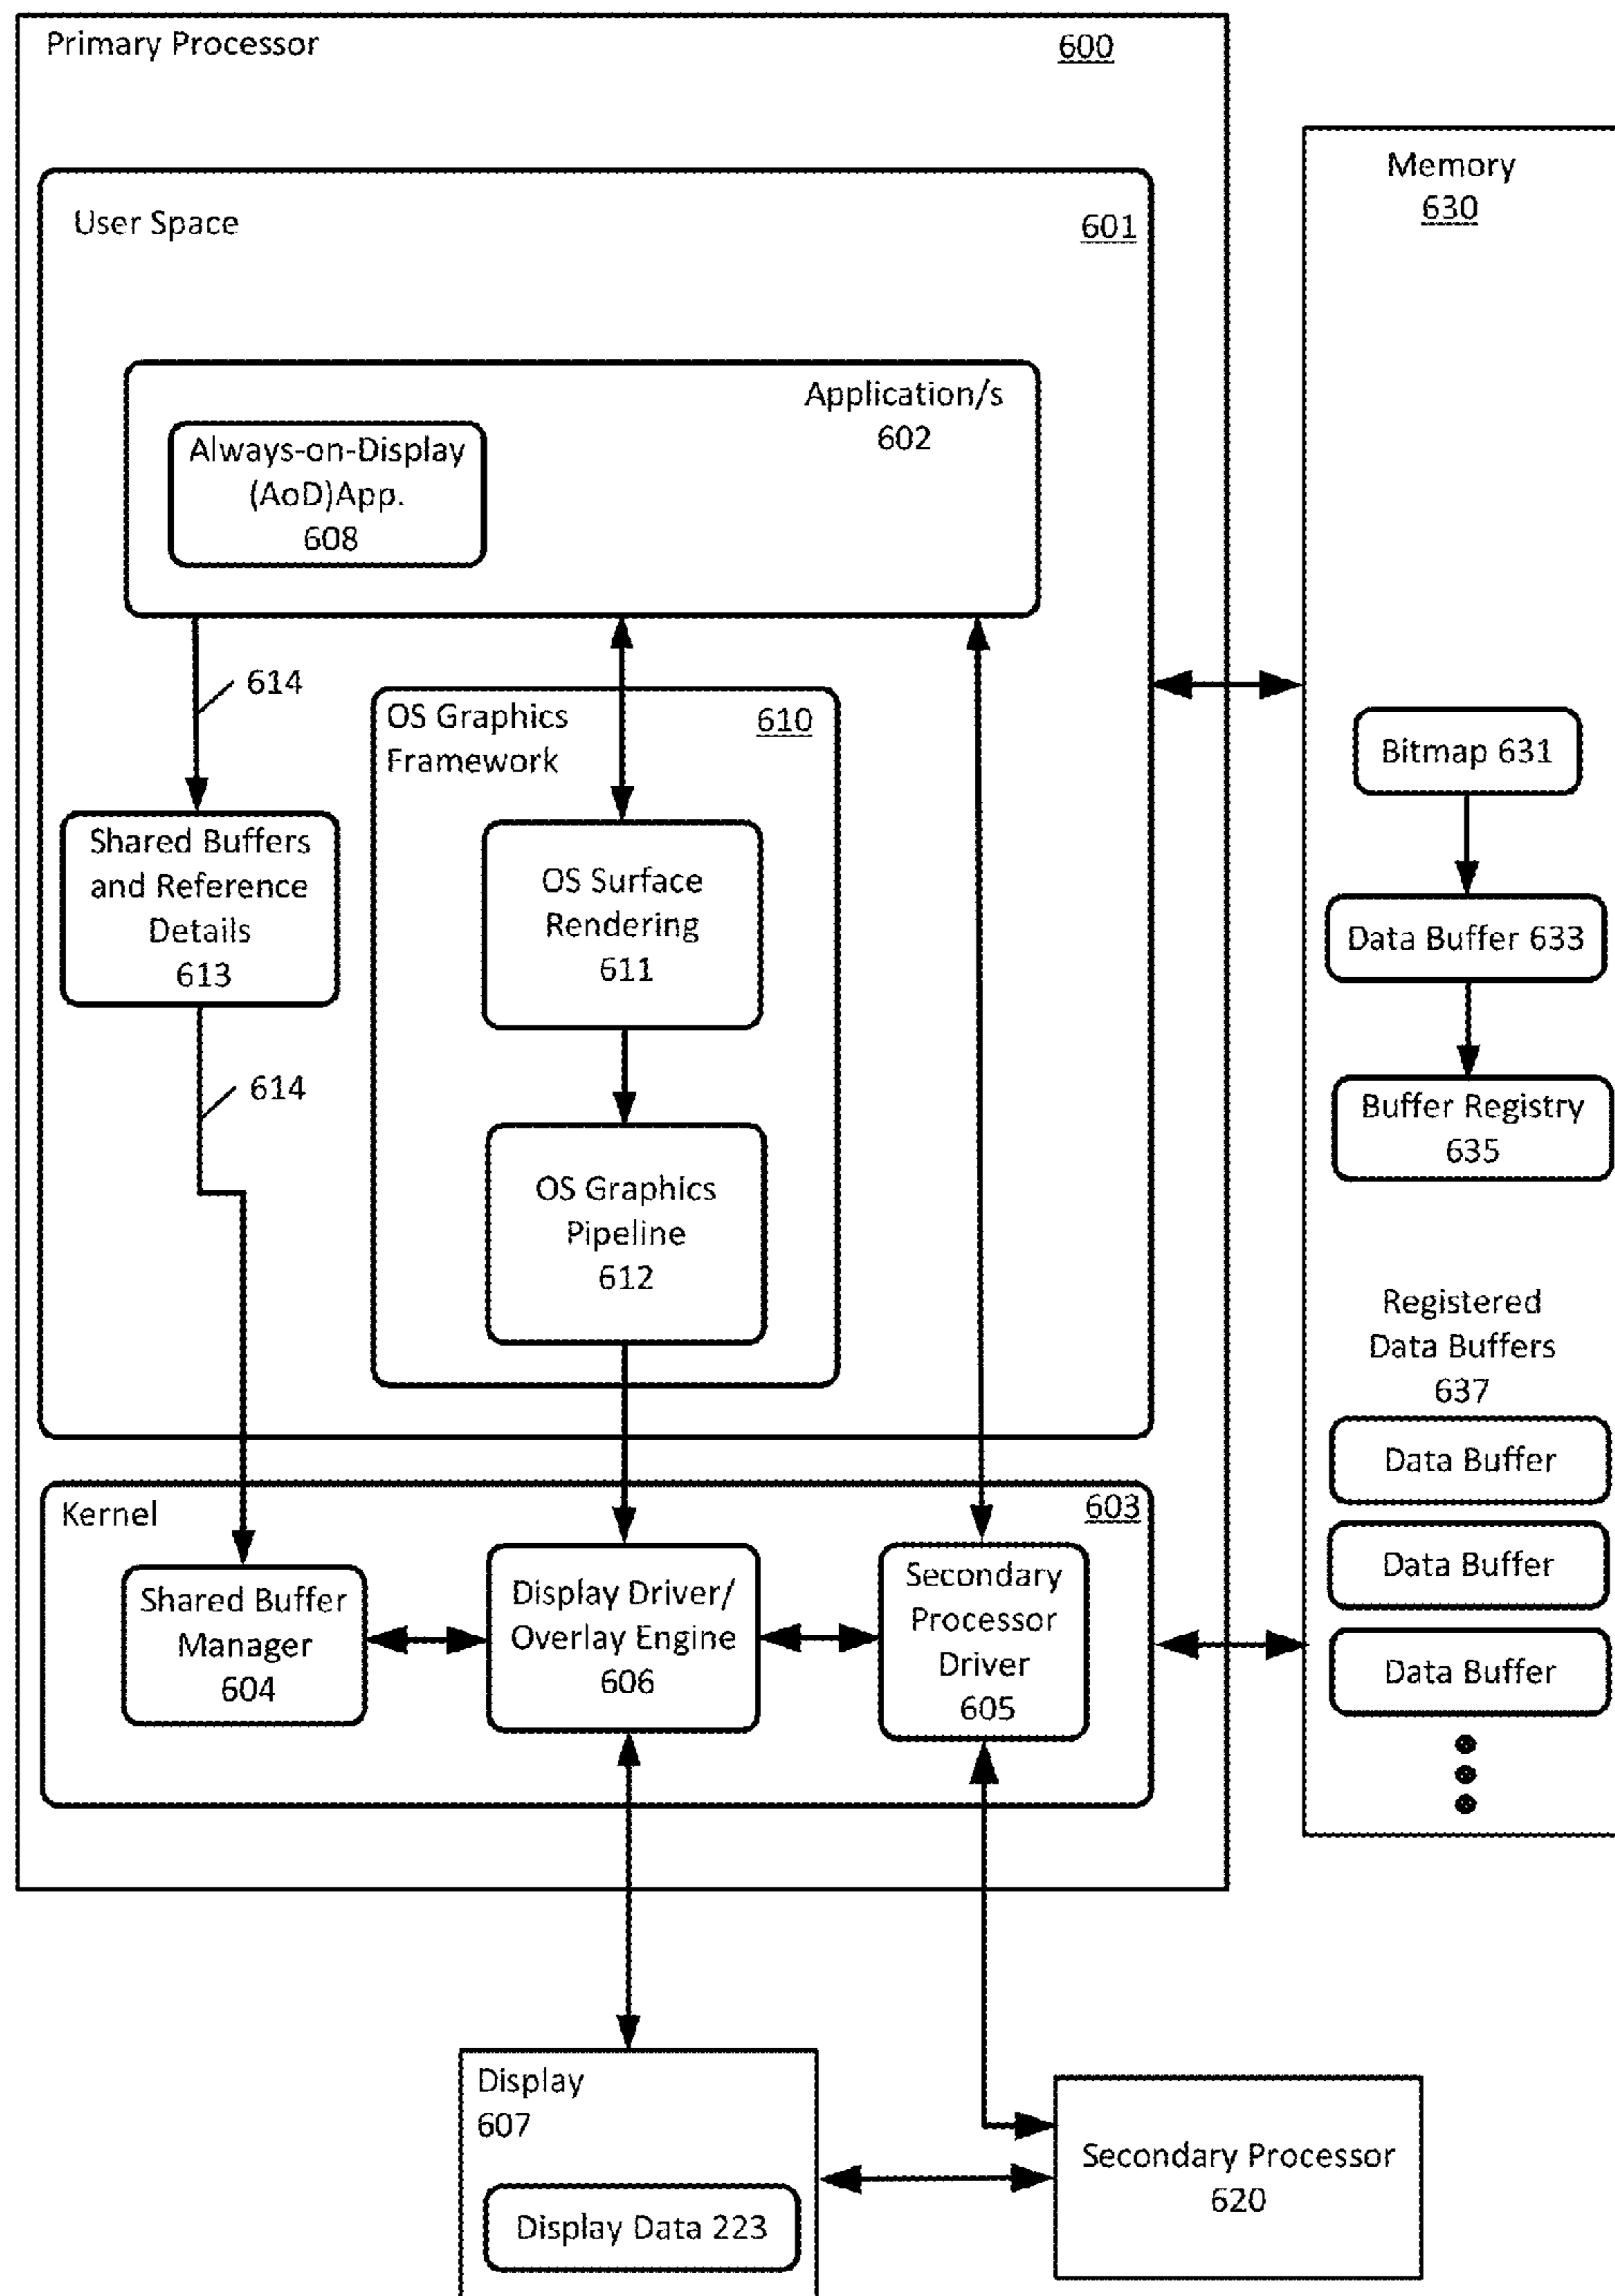 Primary Processor
600
User Space
601
Application/s
602
Always-on-Display
(AoD)App.
608
614
OS Graphics
Framework
610
Shared Buffers
and Reference
Details
613
OS Surface
Rendering
611
614
OS Graphics
Pipeline
612
Kernel
603
Shared Buffer
Manager
604
Display Driver/
Overlay Engine
606
Secondary
Processor
Driver
605
Memory
630
Bitmap 631
Data Buffer 633
Buffer Registry
635
Registered
Data Buffers
637
Data Buffer
Data Buffer
Data Buffer
Display
607
Display Data 223
Secondary Processor
620